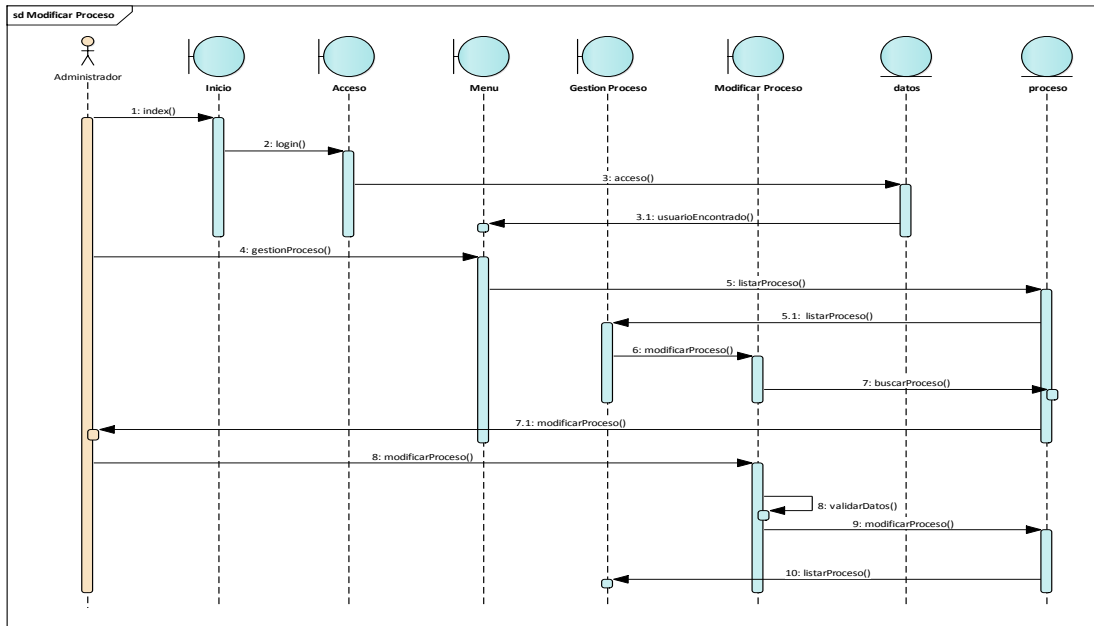 sd Modificar Proceso
Administrador
Inicio
Acceso
Menu
Gestion Proceso
Modificar Proceso
datos
proceso
1: index()
2: login()
3: acceso()
3.1: usuarioEncontrado()
4: gestionProceso()
5: listarProceso()
5.1: listarProceso()
6: modificarProceso()
7: buscarProceso()
7.1: modificarProceso()
8: modificarProceso()
8: validarDatos()
9: modificarProceso()
10: listarProceso()